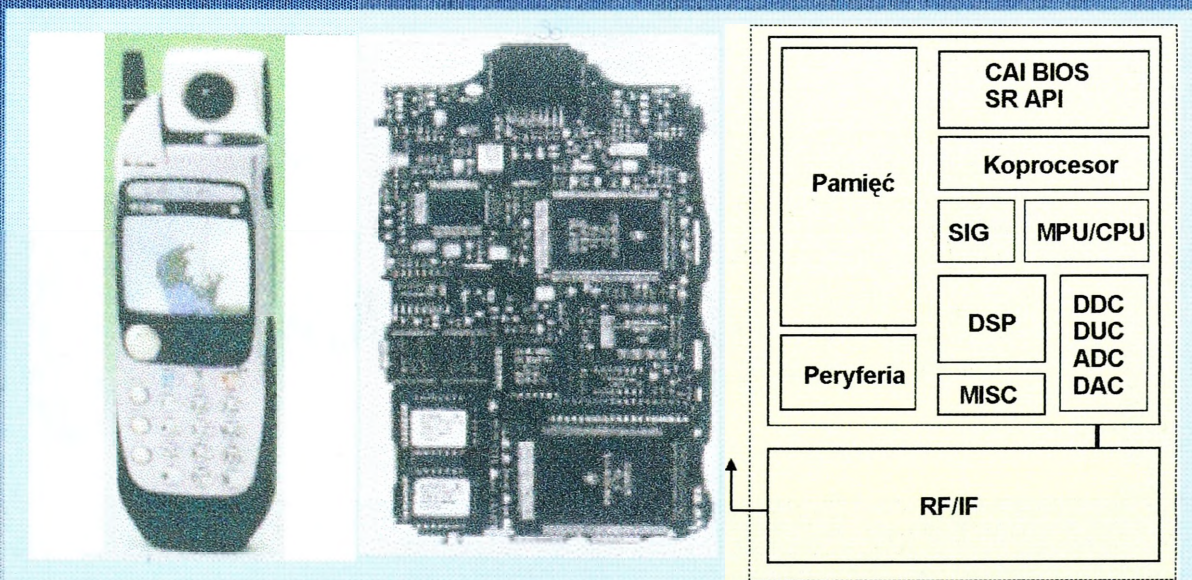 Pamięć
Peryferia
CAI BIOS
SR API
Koprocesor
SIG
MPU/CPU
DSP
MISC
DDC
DUC
ADC
DAC
RF/IF